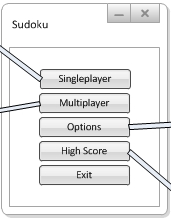 Sudoku
Singleplayer
Multiplayer
Options
High Score
Exit